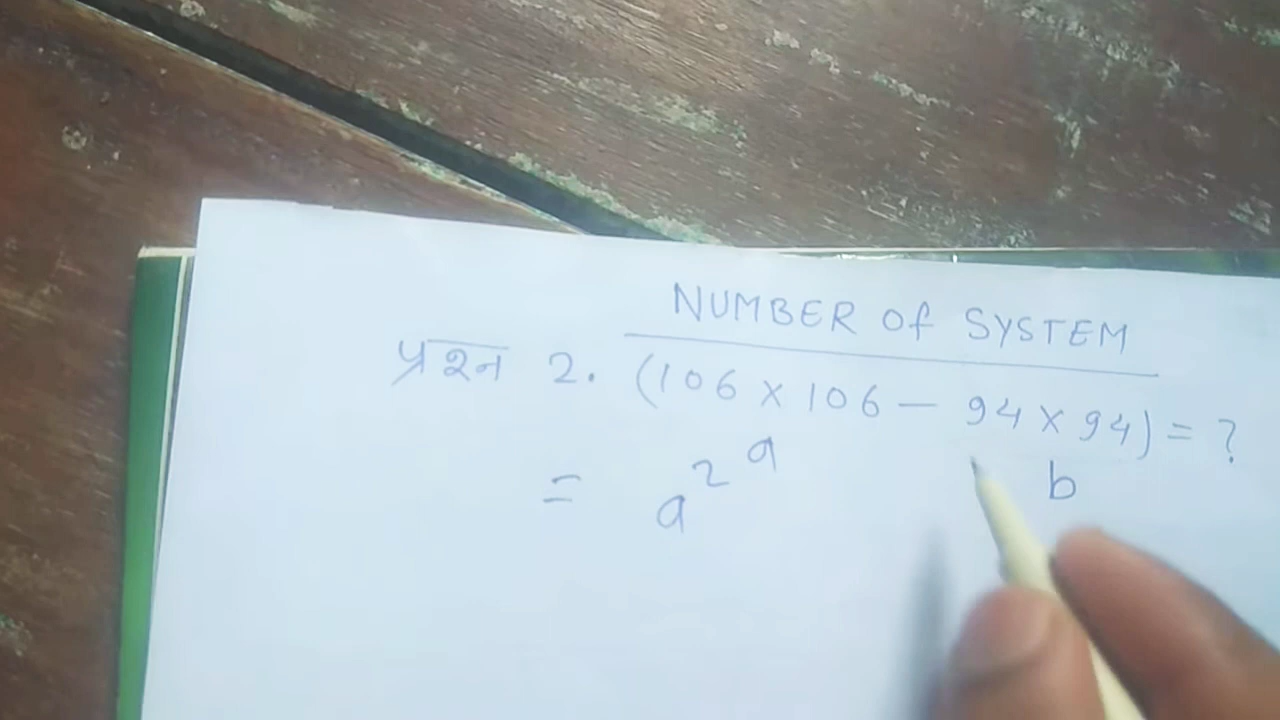 NUMBER Of SYSTEM
प्रश्न 2. (106 × 106 — 94 × 94) = ?
a b
= a²